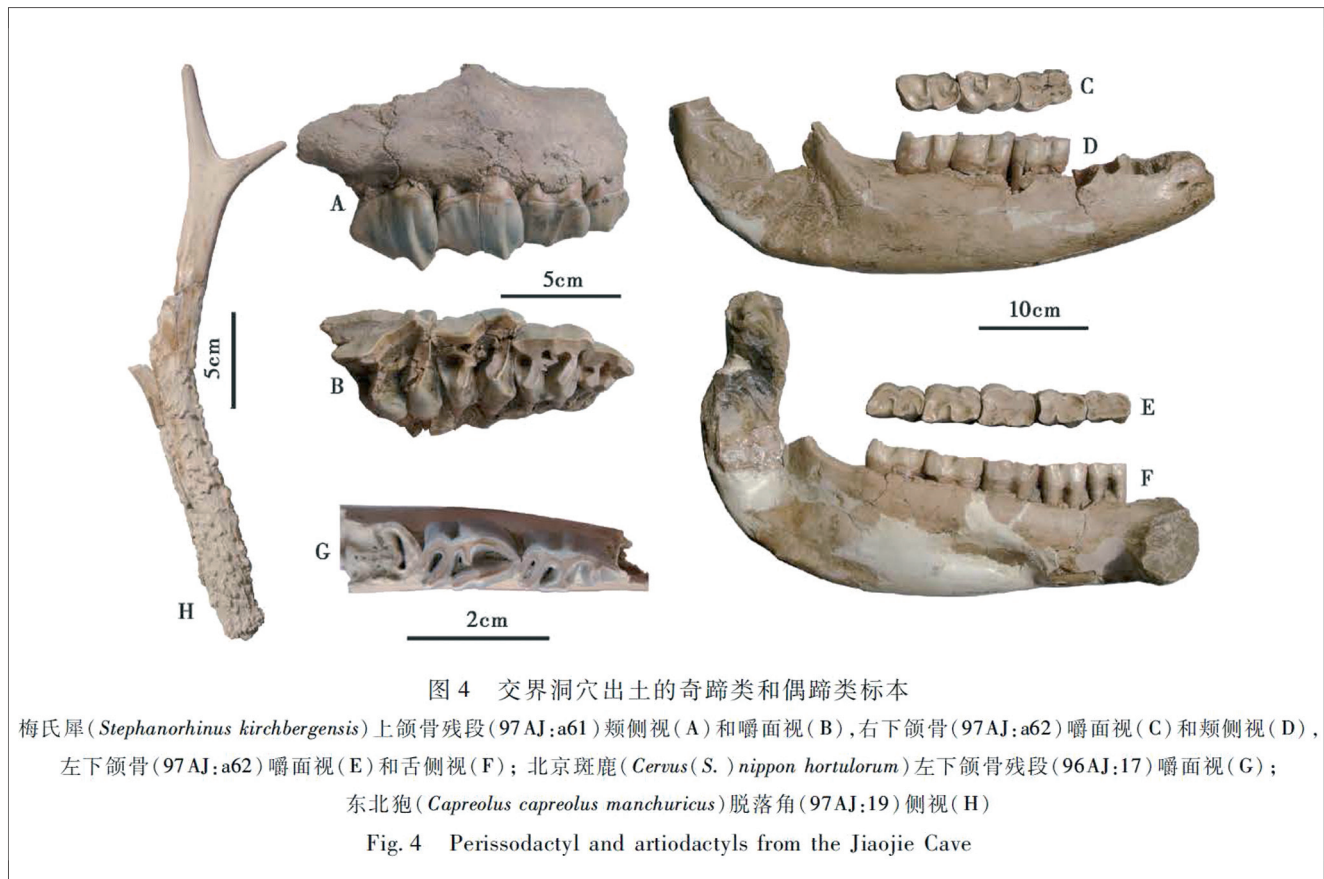 C
D
A
5cm
10cm
5cm
B
E
F
G
H
2cm
图 4 交界洞穴出土的奇蹄类和偶蹄类标本
梅氏犀(Stephanorhinus kirchbergensis)上颌骨残段(97AJ:a61)颊侧视(A)和嚼面视(B),右下颌骨(97AJ:a62)嚼面视(C)和颊侧视(D),
左下颌骨(97AJ:a62)嚼面视(E)和舌侧视(F); 北京斑鹿(Cervus(S.) nippon hortulorum)左下颌骨残段(96AJ:17)嚼面视(G);
东北狍(Capreolus capreolus manchuricus)脱落角(97AJ:19)侧视(H)
Fig. 4 Perissodactyl and artiodactyls from the Jiaojie Cave